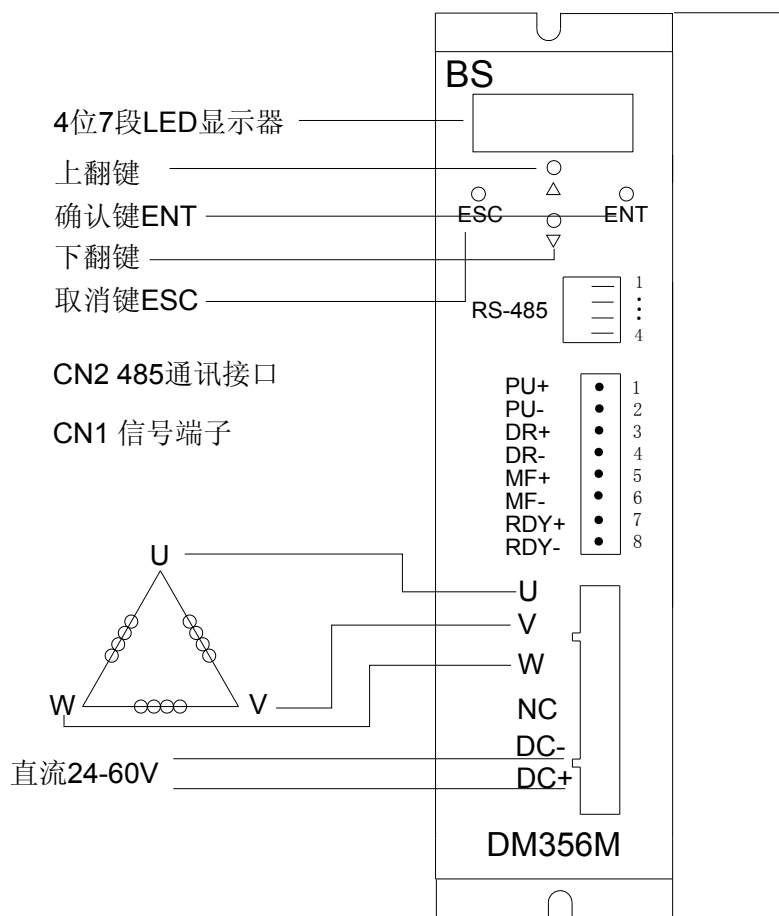 BS
4位7段LED显示器
上翻键
确认键ENT
ESC
ENT
下翻键
取消键ESC
RS-485
1
4
CN2 485通讯接口
CN1 信号端子
PU+ 1
PU- 2
DR+ 3
DR- 4
MF+ 5
MF- 6
RDY+ 7
RDY- 8
U
U
V
W
W
V
NC
DC-
直流24-60V
DC+
DM356M